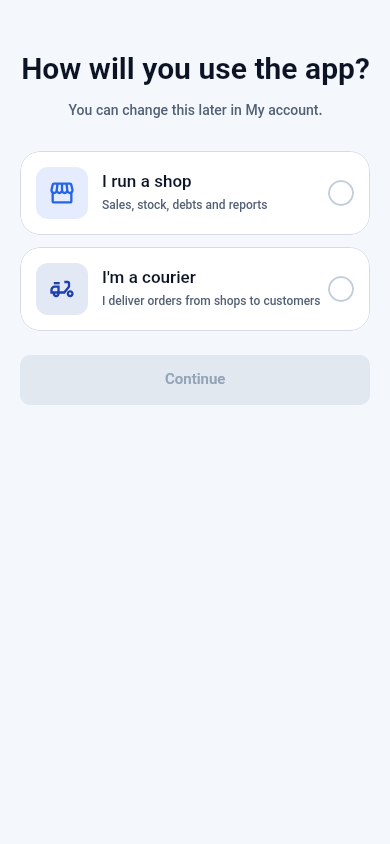 How will you use the app?
You can change this later in My account.
I run a shop
Sales, stock, debts and reports
I'm a courier
I deliver orders from shops to customers
Continue